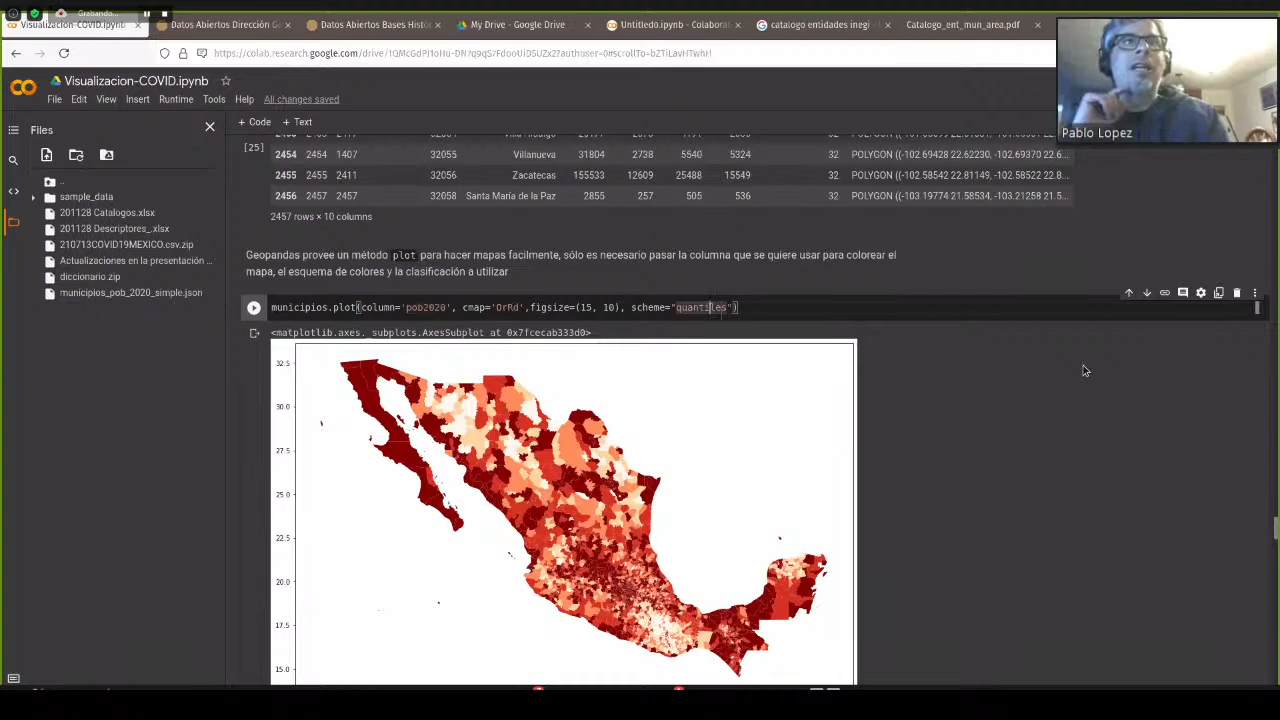 Grabando...
Visualizacion-COVID.ipynb
Datos Abiertos Dirección G
Datos Abiertos Bases Hist
My Drive - Google Drive
Untitled0.ipynb - Colabora
catalogo entidades inegi
Catalogo_ent_mun_area.pdf
Visualizacion-COVID.ipynb
File Edit View Insert Runtime Tools Help All changes saved
Pablo Lopez
+ Code + Text
Files
..
sample_data
201128 Catalogos.xlsx
201128 Descriptores_.xlsx
210713COVID19MEXICO.csv.zip
Actualizaciones en la presentación ...
diccionario.zip
municipios_pob_2020_simple.json
[25]
2454 2454 1407 32055 Villanueva 31804 2738 5540 5324 32 POLYGON ((-102.69428 22.62230, -102.69370 22.6...
2455 2455 2411 32056 Zacatecas 155533 12609 25488 15549 32 POLYGON ((-102.58542 22.81149, -102.58522 22.8...
2456 2457 2457 32058 Santa María de la Paz 2855 257 505 536 32 POLYGON ((-103.19774 21.58534, -103.21258 21.5...
2457 rows × 10 columns
Geopandas provee un método plot para hacer mapas facilmente, sólo es necesario pasar la columna que se quiere usar para colorear el
mapa, el esquema de colores y la clasificación a utilizar
municipios.plot(column='pob2020', cmap='OrRd',figsize=(15, 10), scheme="quantiles")
<matplotlib.axes._subplots.AxesSubplot at 0x7fcecab333d0>
32.5
30.0
27.5
25.0
22.5
20.0
17.5
15.0